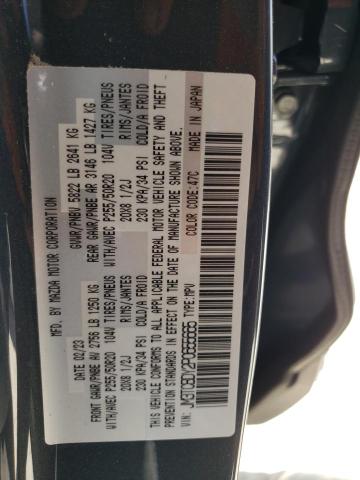 MFD. BY MAZDA MOTOR CORPORATION
DATE 02/23 GVWR/PNBV 5822 LB 2641 KG
FRONT GAWR/PNBE AV 2756 LB 1250 KG REAR GAWR/PNBE AR 3146 LB 1427 KG
WITH/AVEC P255/50R20 104V TIRES/PNEUS WITH/AVEC P255/50R20 104V TIRES/PNEUS
20X8 1/2J RIMS/JANTES 20X8 1/2J RIMS/JANTES
230 KPA/34 PSI COLD/A FROID 230 KPA/34 PSI COLD/A FROID
THIS VEHICLE CONFORMS TO ALL APPLICABLE FEDERAL MOTOR VEHICLE SAFETY AND THEFT
PREVENTION STANDARDS IN EFFECT ON THE DATE OF MANUFACTURE SHOWN ABOVE.
COLOR CODE: 47C MADE IN JAPAN
VIN: TYPE: MPV